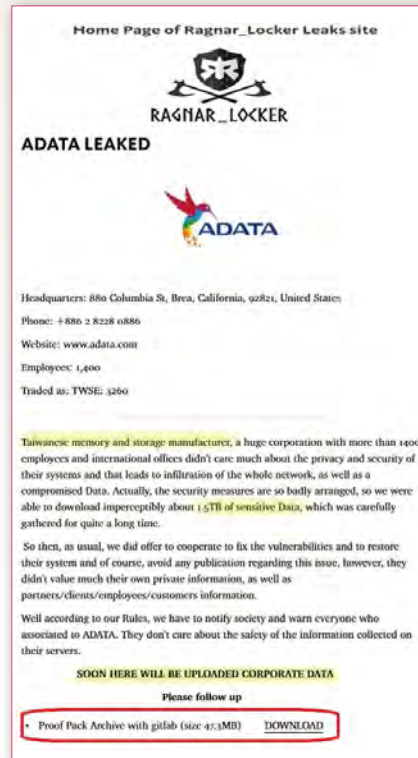 Home Page of Ragnar_Locker Leaks site
RAGNAR_LOCKER
ADATA LEAKED
ADATA
Headquarters: 880 Columbia St, Brea, California, 92821, United States
Phone: +886 2 8228 0886
Website: www.adata.com
Employees: 1,400
Traded as: TWSE: 3260
Taiwanese memory and storage manufacturer, a huge corporation with more than 1400
employees and international offices didn't care much about the privacy and security of
their systems and that leads to infiltration of the whole network, as well as a
compromised Data. Actually, the security measures are so badly arranged, so we were
able to download imperceptibly about 1.5TB of sensitive Data, which was carefully
gathered for quite a long time.
So then, as usual, we did offer to cooperate to fix the vulnerabilities and to restore
their system and of course, avoid any publication regarding this issue, however, they
didn't value much their own private information, as well as
partners/clients/employees/customers information.
Well according to our Rules, we have to notify society and warn everyone who
associated to ADATA. They don't care about the safety of the information collected on
their servers.
SOON HERE WILL BE UPLOADED CORPORATE DATA
Please follow up
• Proof Pack Archive with gitlab (size 47.3MB) DOWNLOAD